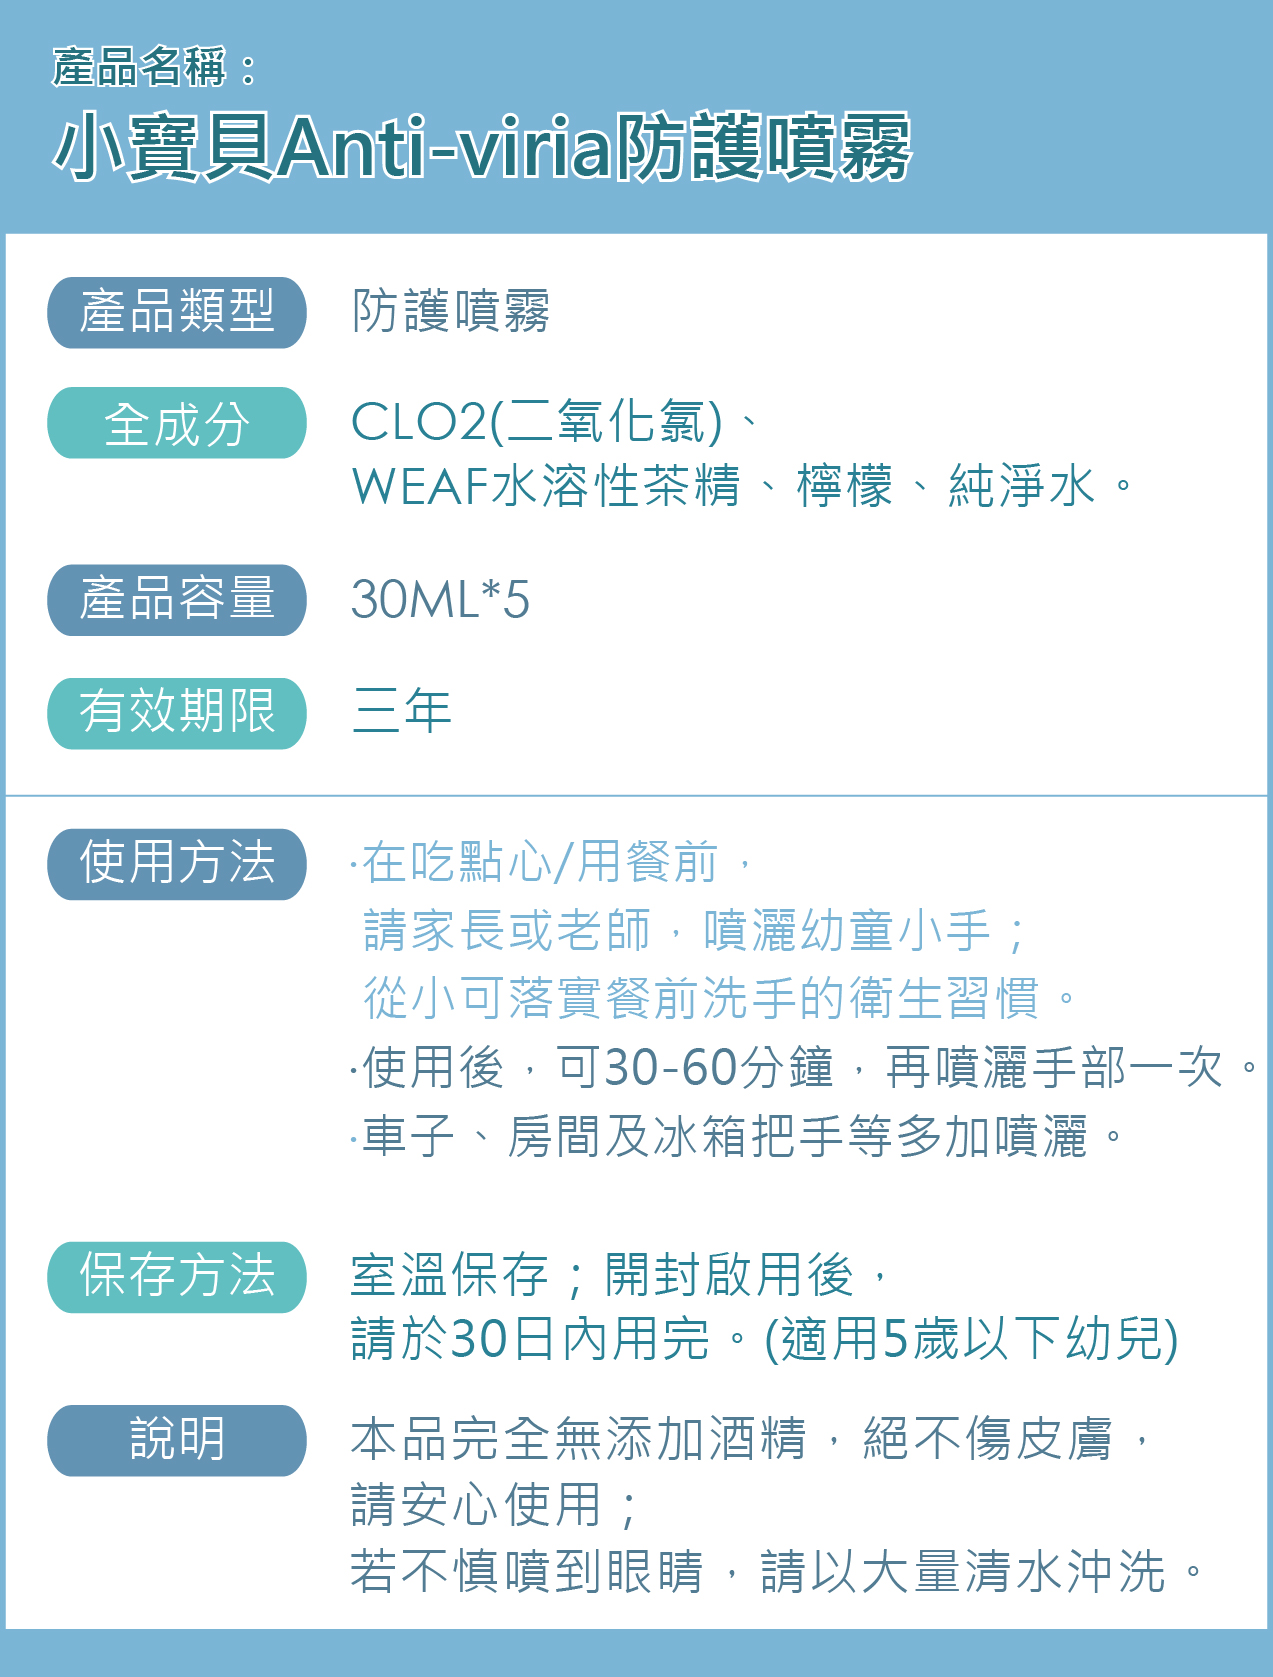 產品名稱：
小寶貝Anti-viria防護噴霧
產品類型 防護噴霧
全成分 CLO2(二氧化氯)、
WEAF水溶性茶精、檸檬、純淨水。
產品容量 30ML*5
有效期限 三年
使用方法 ·在吃點心/用餐前，
請家長或老師，噴灑幼童小手；
從小可落實餐前洗手的衛生習慣。
·使用後，可30-60分鐘，再噴灑手部一次。
·車子、房間及冰箱把手等多加噴灑。
保存方法 室溫保存；開封啟用後，
請於30日內用完。(適用5歲以下幼兒)
說明 本品完全無添加酒精，絕不傷皮膚，
請安心使用；
若不慎噴到眼睛，請以大量清水沖洗。